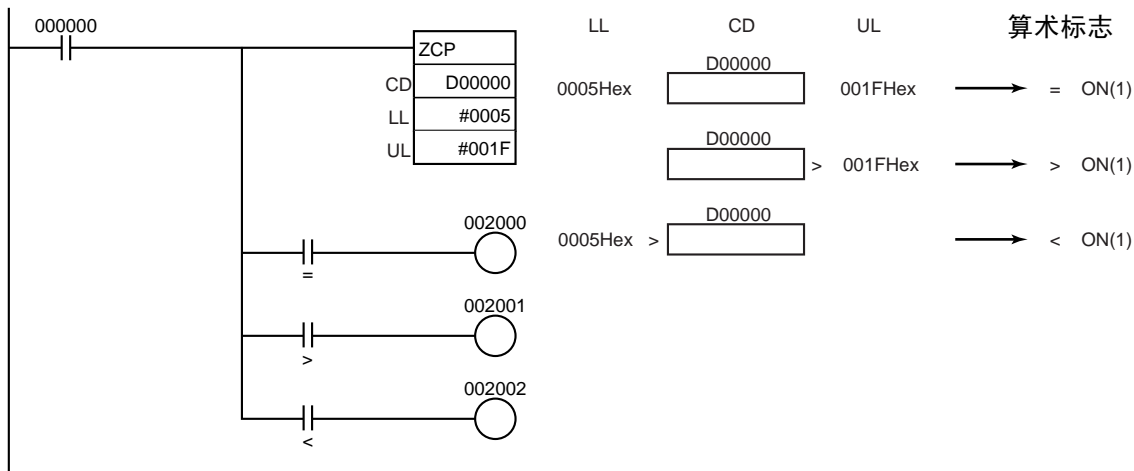 000000
ZCP
CD D00000
LL #0005
UL #001F
002000
=
002001
>
002002
<
LL CD UL 算术标志
D00000
0005Hex 001FHex = ON(1)
D00000
> 001FHex > ON(1)
D00000
0005Hex > < ON(1)